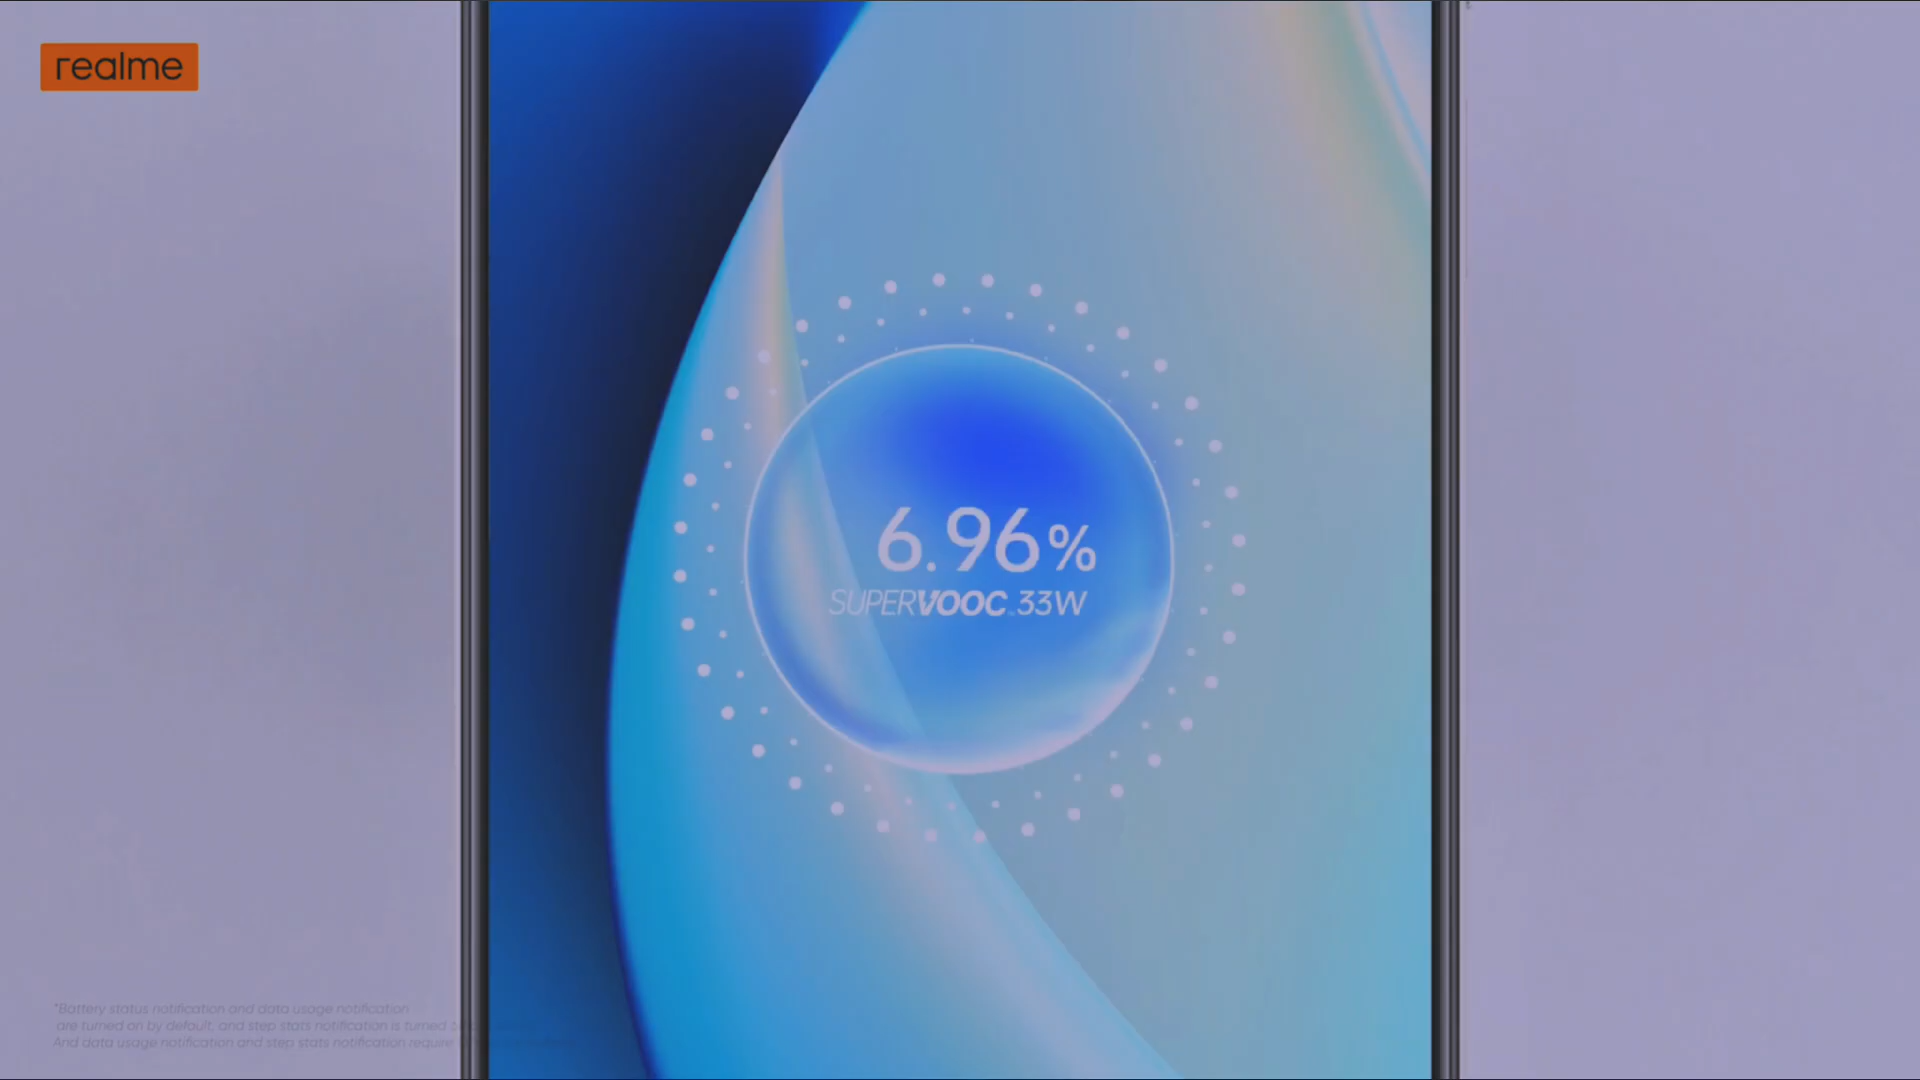 realme
6.96%
SUPERVOOC 33W
*Battery status notification and data usage notification
are turned on by default, and step stats notification is turned
And data usage notification and step stats notification require